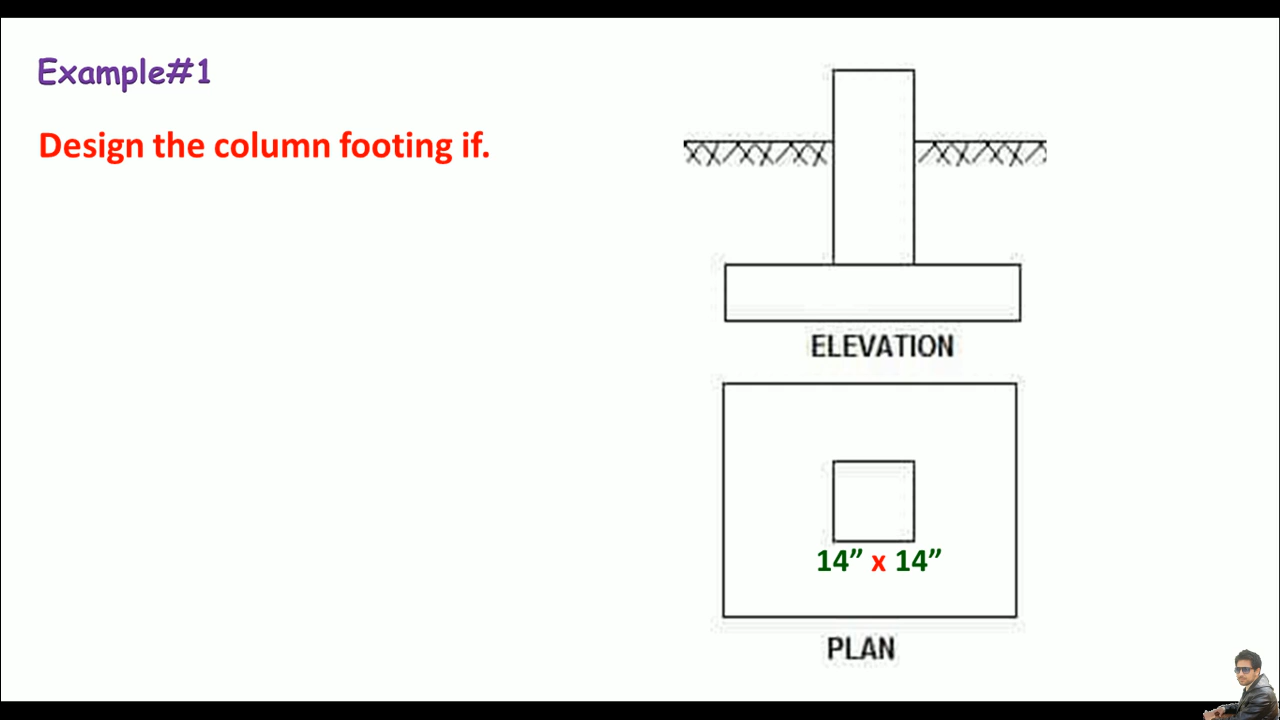 Example#1
Design the column footing if.
ELEVATION
14” x 14”
PLAN